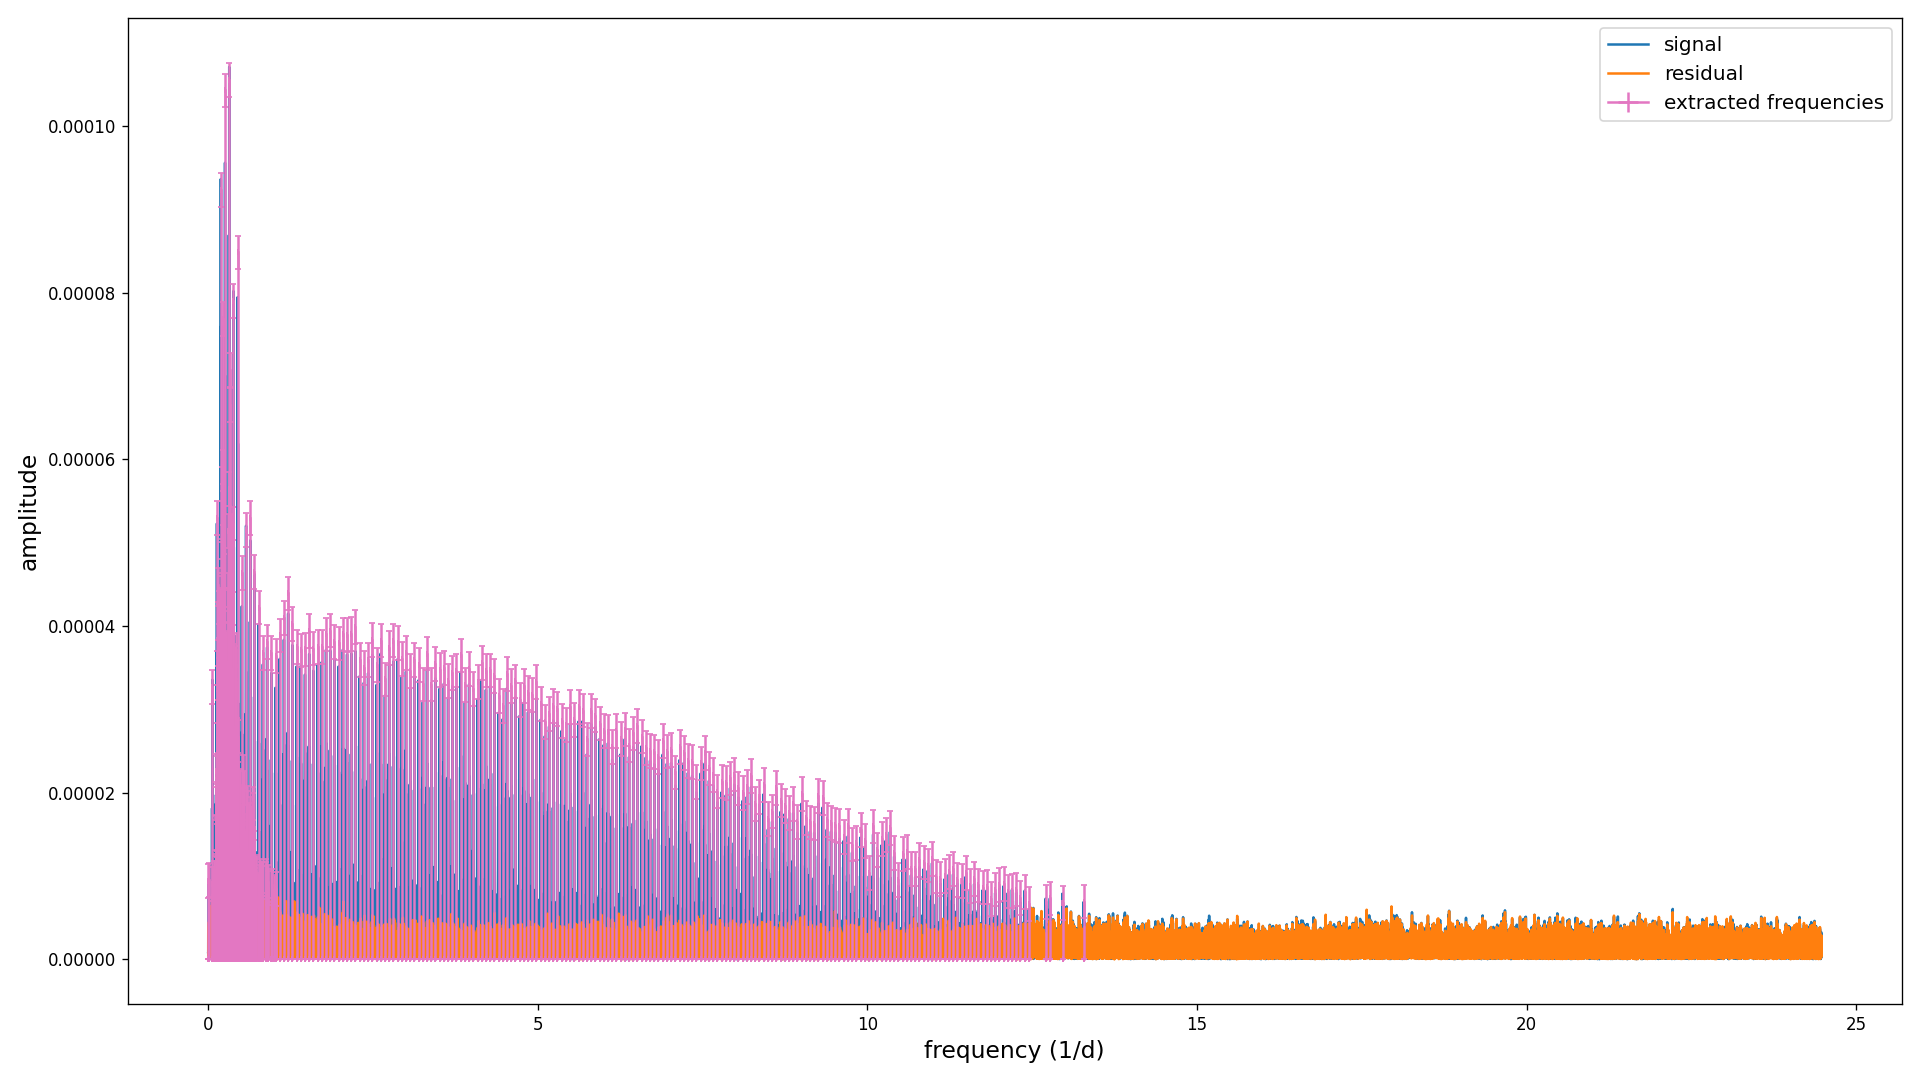 signal
residual
extracted frequencies
0.00010
0.00008
0.00006
0.00004
0.00002
0.00000
amplitude
0
5
10
15
20
25
frequency (1/d)